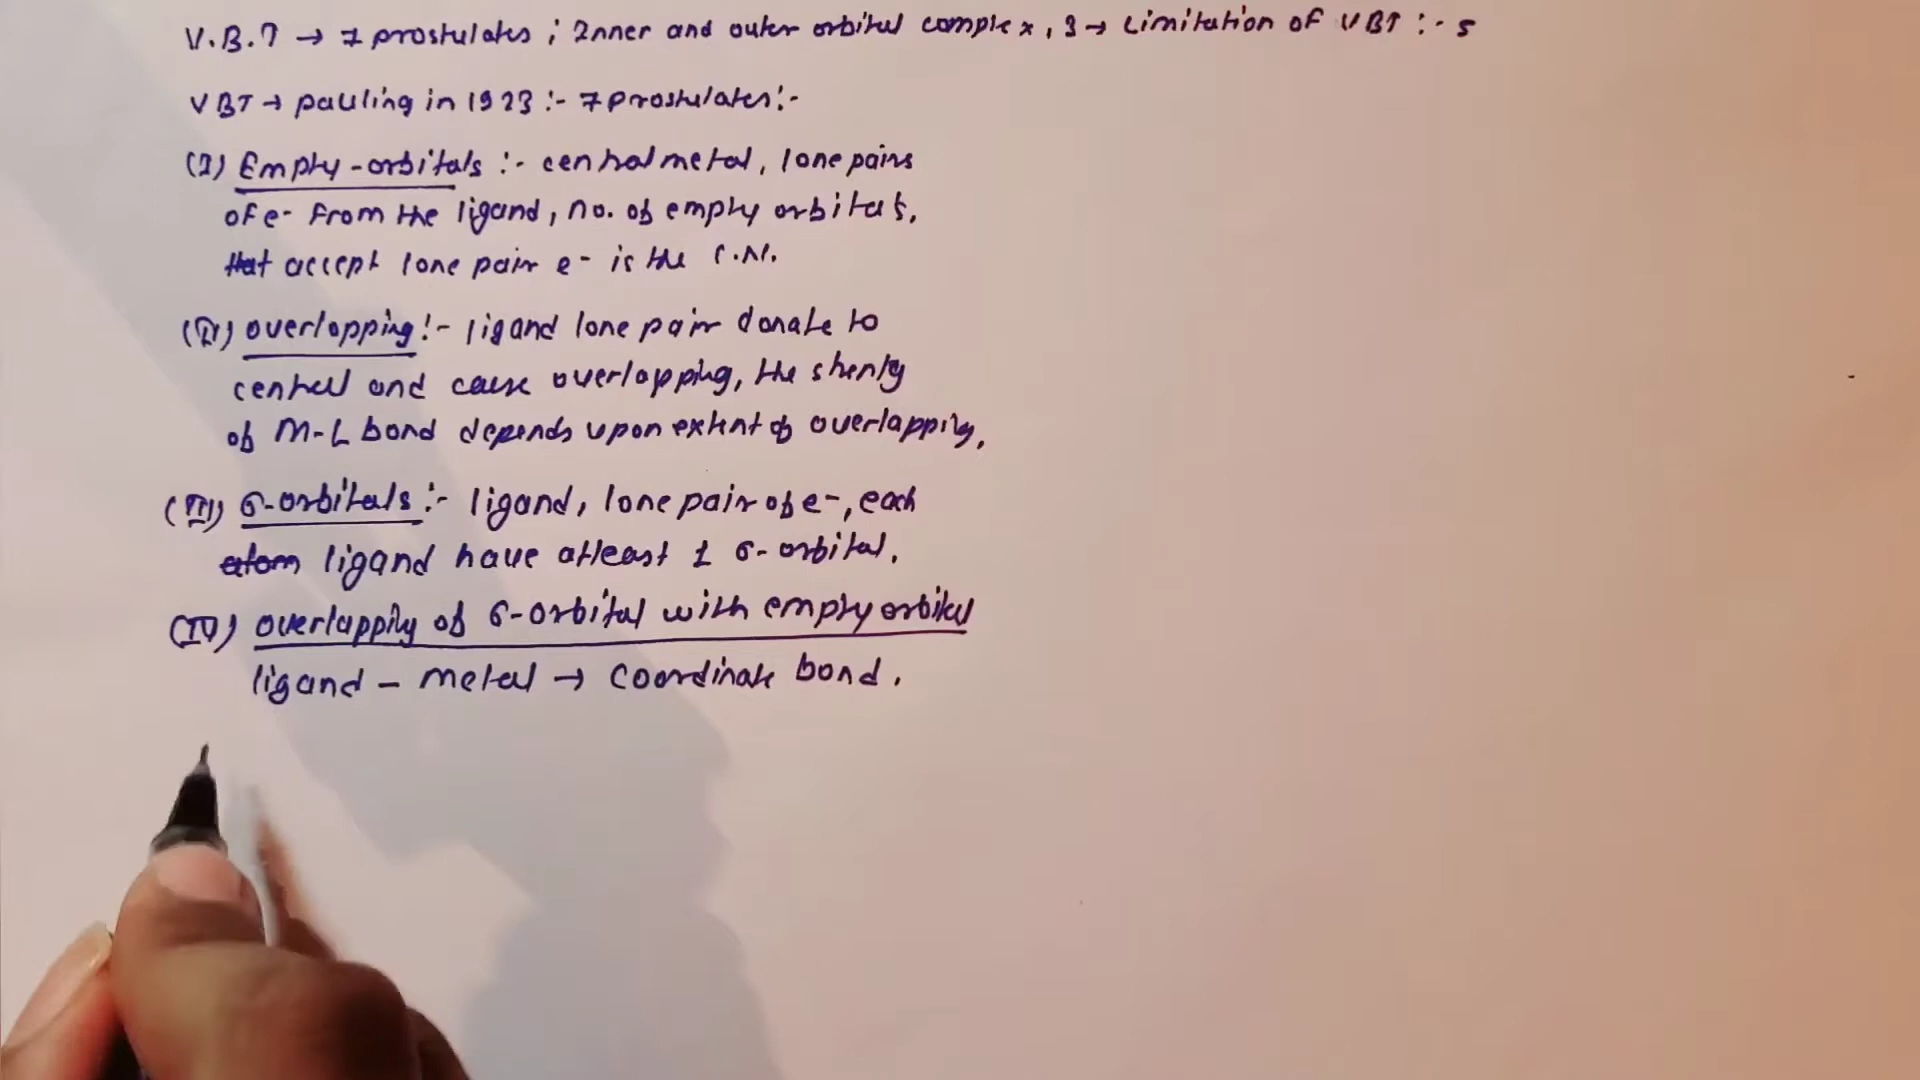 V.B.T → 7 prostulates ; Inner and outer orbital complex, 3 → Limitation of VBT :- 5
VBT → pauling in 1923 :- 7 prostulates :-
(I) Empty-orbitals :- central metal, lone pairs
of e- from the ligand, no. of empty orbitals,
that accept lone pair e- is the C.N.
(II) overlapping :- ligand lone pair donate to
central and cause overlapping, the strength
of M-L bond depends upon extent of overlapping.
(III) σ-orbitals :- ligand, lone pair of e-, each
atom ligand have atleast 1 σ-orbital.
(IV) overlapping of σ-orbital with empty orbital
ligand - metal → coordinate bond.